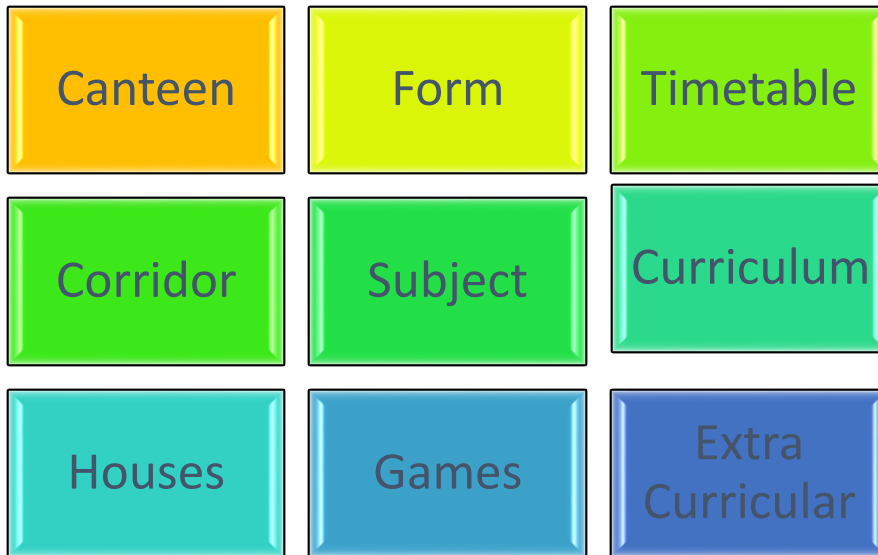 Canteen
Form
Timetable
Corridor
Subject
Curriculum
Houses
Games
Extra
Curricular